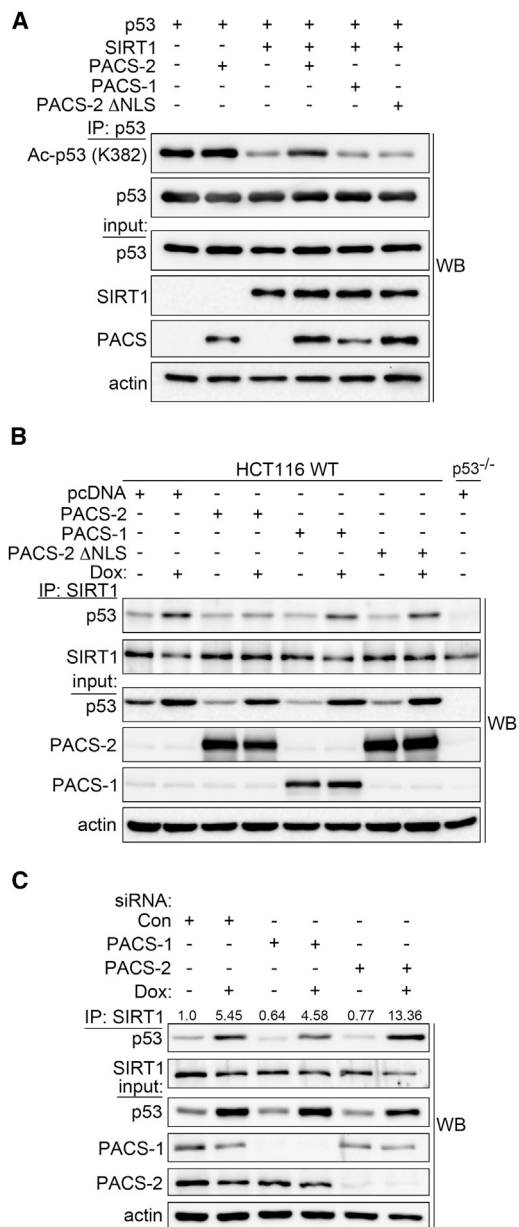 A
p53 + + + + + +
SIRT1 - - + + + +
PACS-2 - + - + - -
PACS-1 - - - - + -
PACS-2 ΔNLS - - - - - +
IP: p53
Ac-p53 (K382)
p53
input:
p53
WB
SIRT1
PACS
actin
B
HCT116 WT p53-/-
pcDNA + + - - - - - - +
PACS-2 - - + + - - - - -
PACS-1 - - - - + + - - -
PACS-2 ΔNLS - - - - - - + + -
Dox: - + - + - + - + -
IP: SIRT1
p53
SIRT1
input:
p53
WB
PACS-2
PACS-1
actin
C
siRNA:
Con + + - - - -
PACS-1 - - + + - -
PACS-2 - - - - + +
Dox: - + - + - +
IP: SIRT1 1.0 5.45 0.64 4.58 0.77 13.36
p53
SIRT1
input:
p53
WB
PACS-1
PACS-2
actin